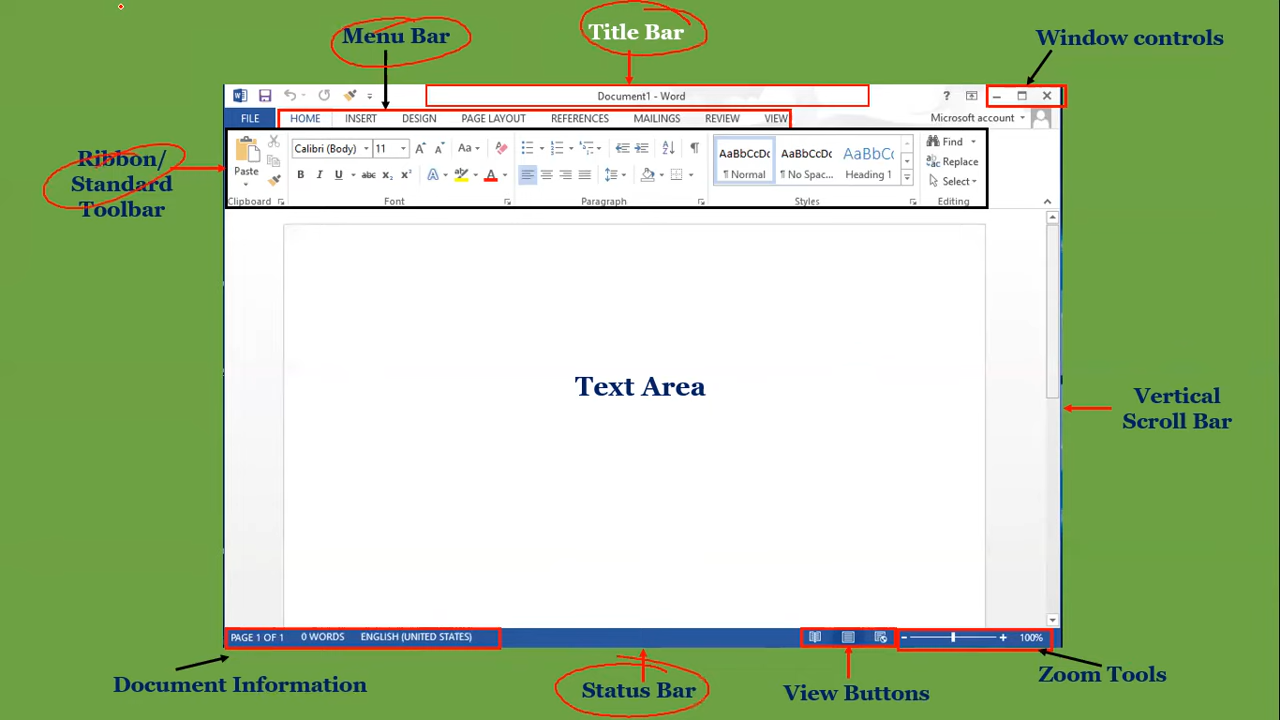 Menu Bar
Title Bar
Window controls
Document1 - Word
?
FILE HOME INSERT DESIGN PAGE LAYOUT REFERENCES MAILINGS REVIEW VIEW
Microsoft account
Ribbon/
Standard
Toolbar
Paste
Clipboard
Calibri (Body) 11
Aa
B I U abc x₂ x²
A
A
Font
Paragraph
AaBbCcDc AaBbCcDc AaBbCc
¶ Normal ¶ No Spac... Heading 1
Styles
Find
Replace
Select
Editing
Text Area
Vertical
Scroll Bar
PAGE 1 OF 1 0 WORDS ENGLISH (UNITED STATES)
100%
Document Information
Status Bar
View Buttons
Zoom Tools